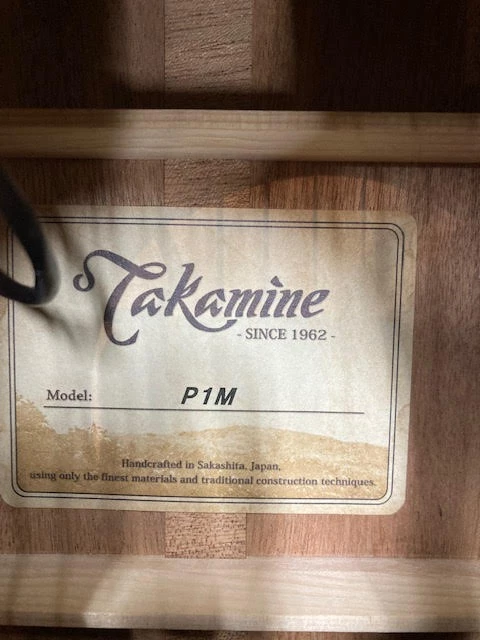 Takamine
- SINCE 1962 -
Model: P1M
Handcrafted in Sakashita, Japan,
using only the finest materials and traditional construction techniques.